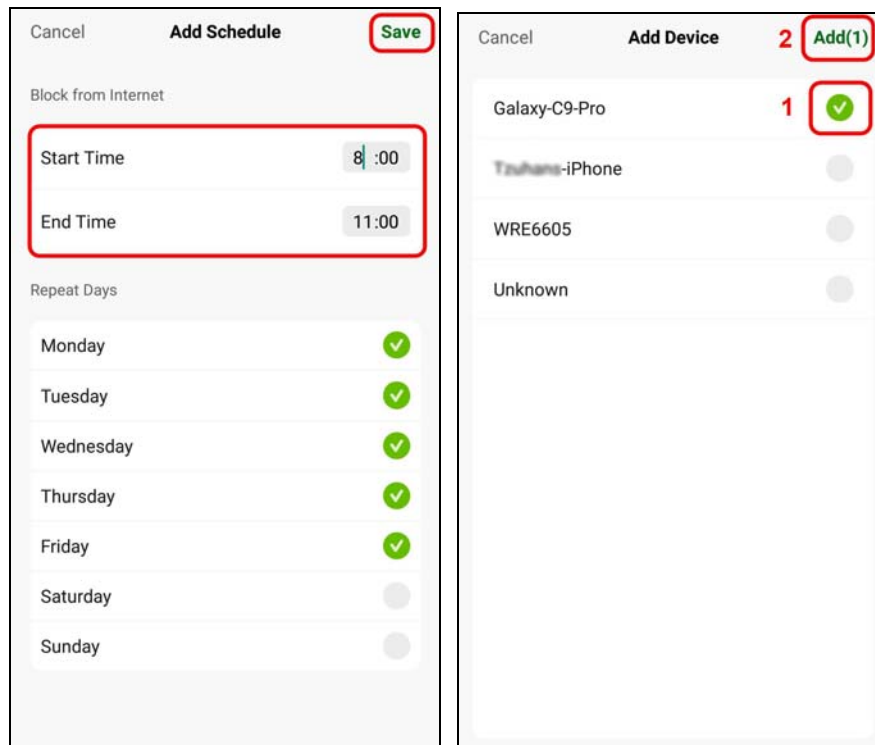 Cancel Add Schedule Save
Block from Internet
Start Time 8 :00
End Time 11:00
Repeat Days
Monday
Tuesday
Wednesday
Thursday
Friday
Saturday
Sunday
Cancel Add Device 2 Add(1)
Galaxy-C9-Pro 1
-iPhone
WRE6605
Unknown